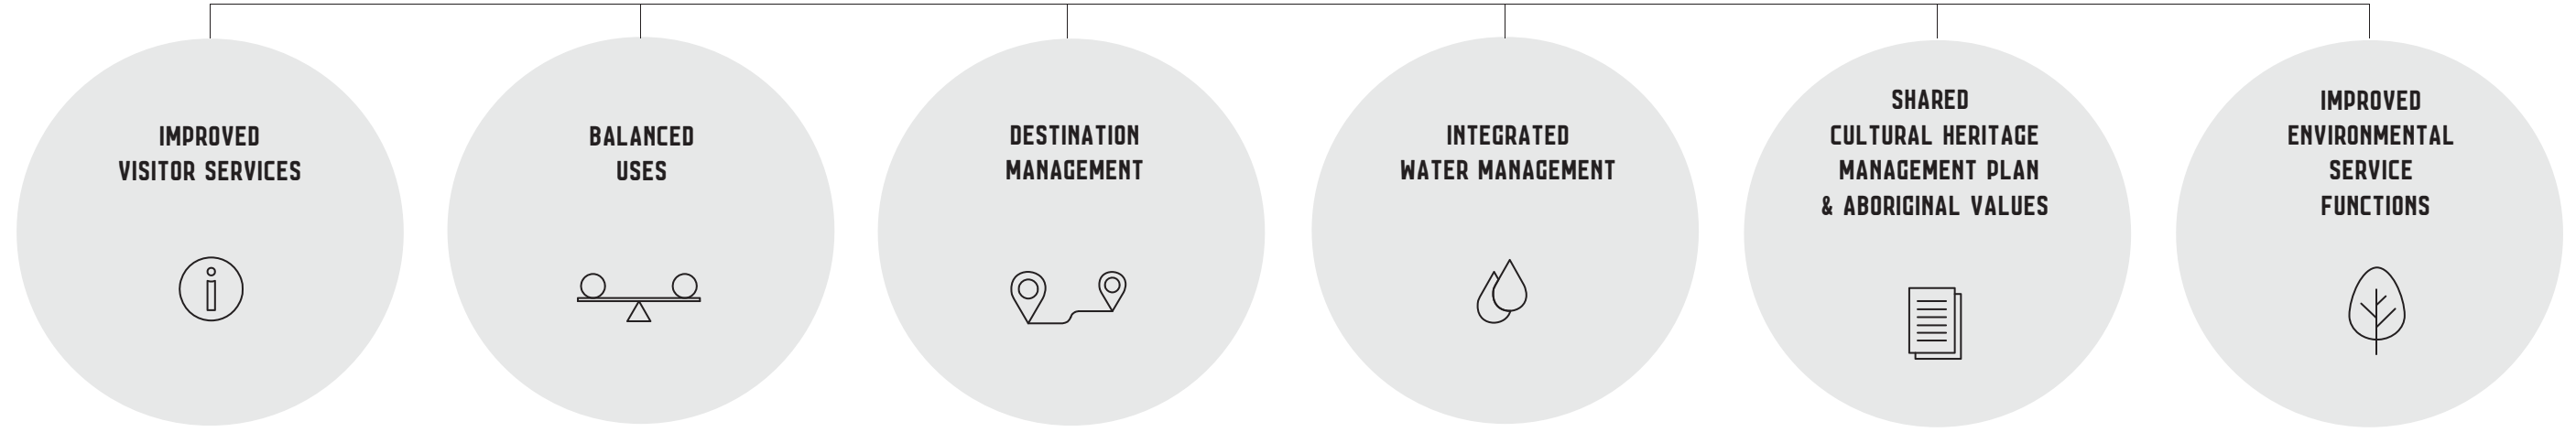 IMPROVED
VISITOR SERVICES
BALANCED
USES
DESTINATION
MANAGEMENT
INTEGRATED
WATER MANAGEMENT
SHARED
CULTURAL HERITAGE
MANAGEMENT PLAN
& ABORIGINAL VALUES
IMPROVED
ENVIRONMENTAL
SERVICE
FUNCTIONS